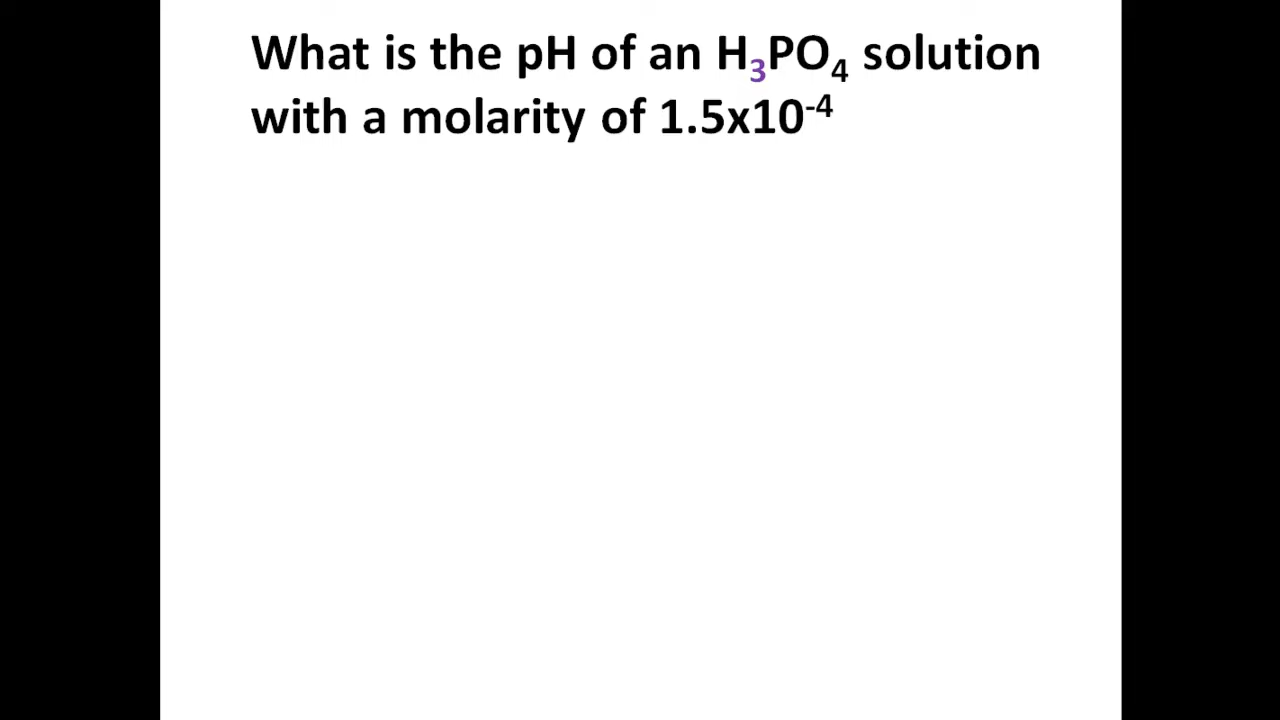 What is the pH of an H₃PO₄ solution
with a molarity of 1.5x10⁻⁴